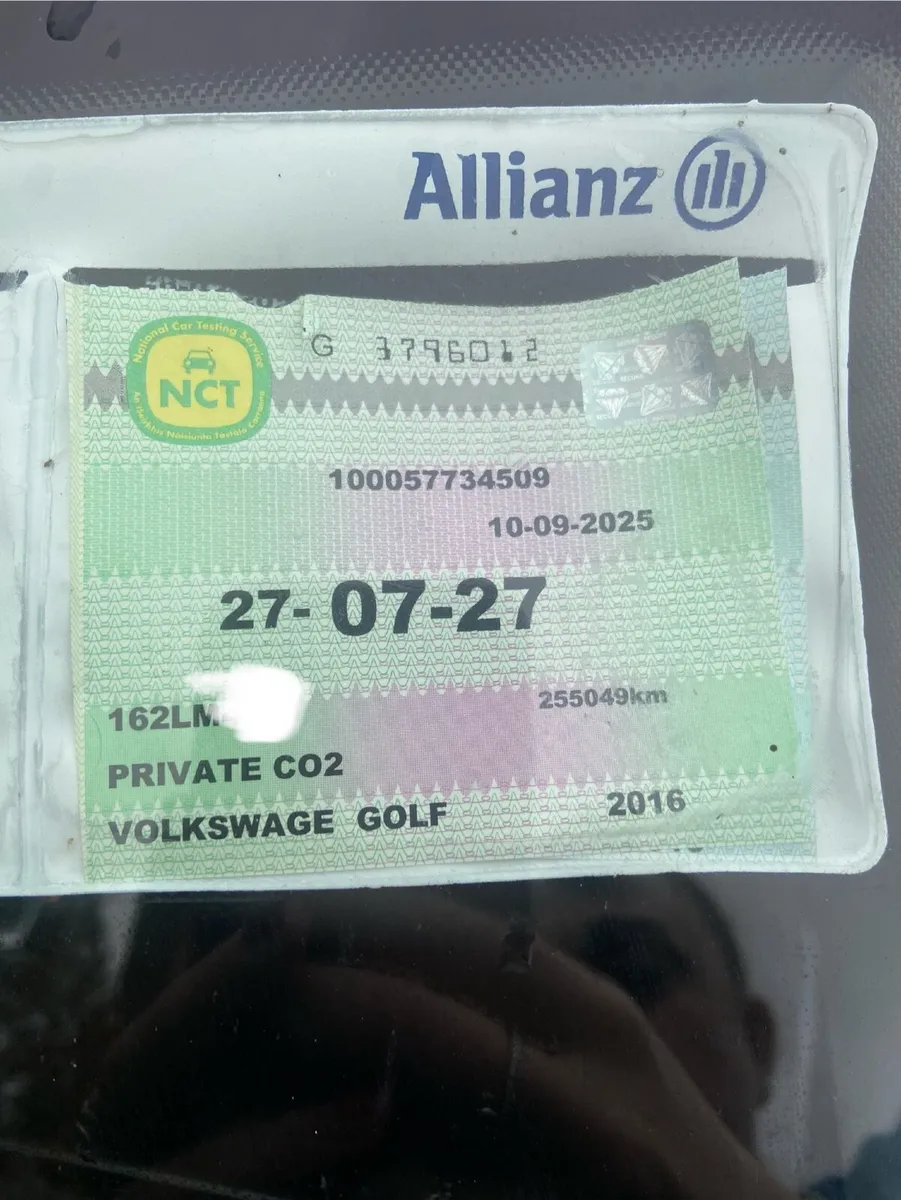 Allianz
National Car Testing Service
NCT
G 3796012
100057734509
10-09-2025
27-07-27
162LM
255049km
PRIVATE CO2
VOLKSWAGE GOLF 2016